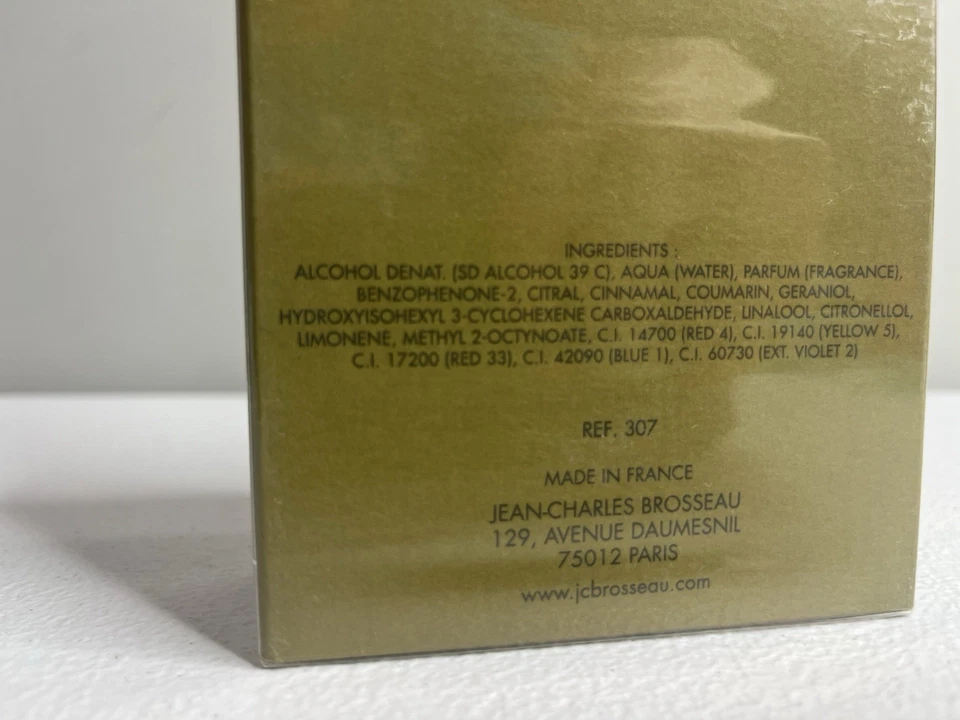 INGREDIENTS :
ALCOHOL DENAT. (SD ALCOHOL 39 C), AQUA (WATER), PARFUM (FRAGRANCE),
BENZOPHENONE-2, CITRAL, CINNAMAL, COUMARIN, GERANIOL,
HYDROXYISOHEXYL 3-CYCLOHEXENE CARBOXALDEHYDE, LINALOOL, CITRONELLOL,
LIMONENE, METHYL 2-OCTYNOATE, C.I. 14700 (RED 4), C.I. 19140 (YELLOW 5),
C.I. 17200 (RED 33), C.I. 42090 (BLUE 1), C.I. 60730 (EXT. VIOLET 2)
REF. 307
MADE IN FRANCE
JEAN-CHARLES BROSSEAU
129, AVENUE DAUMESNIL
75012 PARIS
www.jcbrosseau.com